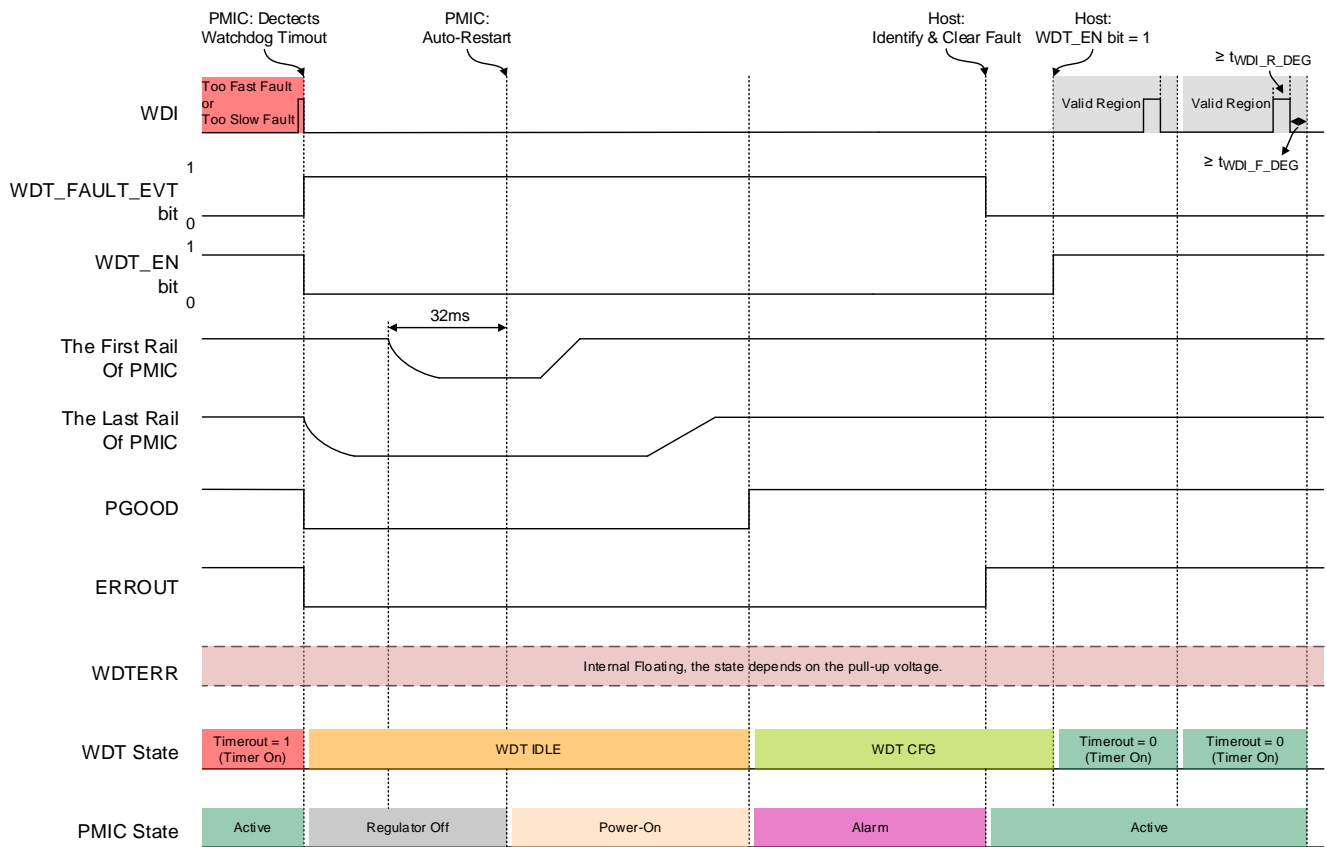 PMIC: Dectects
Watchdog Timout
PMIC:
Auto-Restart
Host:
Identify & Clear Fault
Host:
WDT_EN bit = 1
≥ tWDI_R_DEG
WDI
Too Fast Fault
or
Too Slow Fault
Valid Region
Valid Region
≥ tWDI_F_DEG
WDT_FAULT_EVT
bit
1
0
WDT_EN
bit
1
0
32ms
The First Rail
Of PMIC
The Last Rail
Of PMIC
PGOOD
ERROUT
WDTERR
Internal Floating, the state depends on the pull-up voltage.
WDT State
Timerout = 1
(Timer On)
WDT IDLE
WDT CFG
Timerout = 0
(Timer On)
Timerout = 0
(Timer On)
PMIC State
Active
Regulator Off
Power-On
Alarm
Active